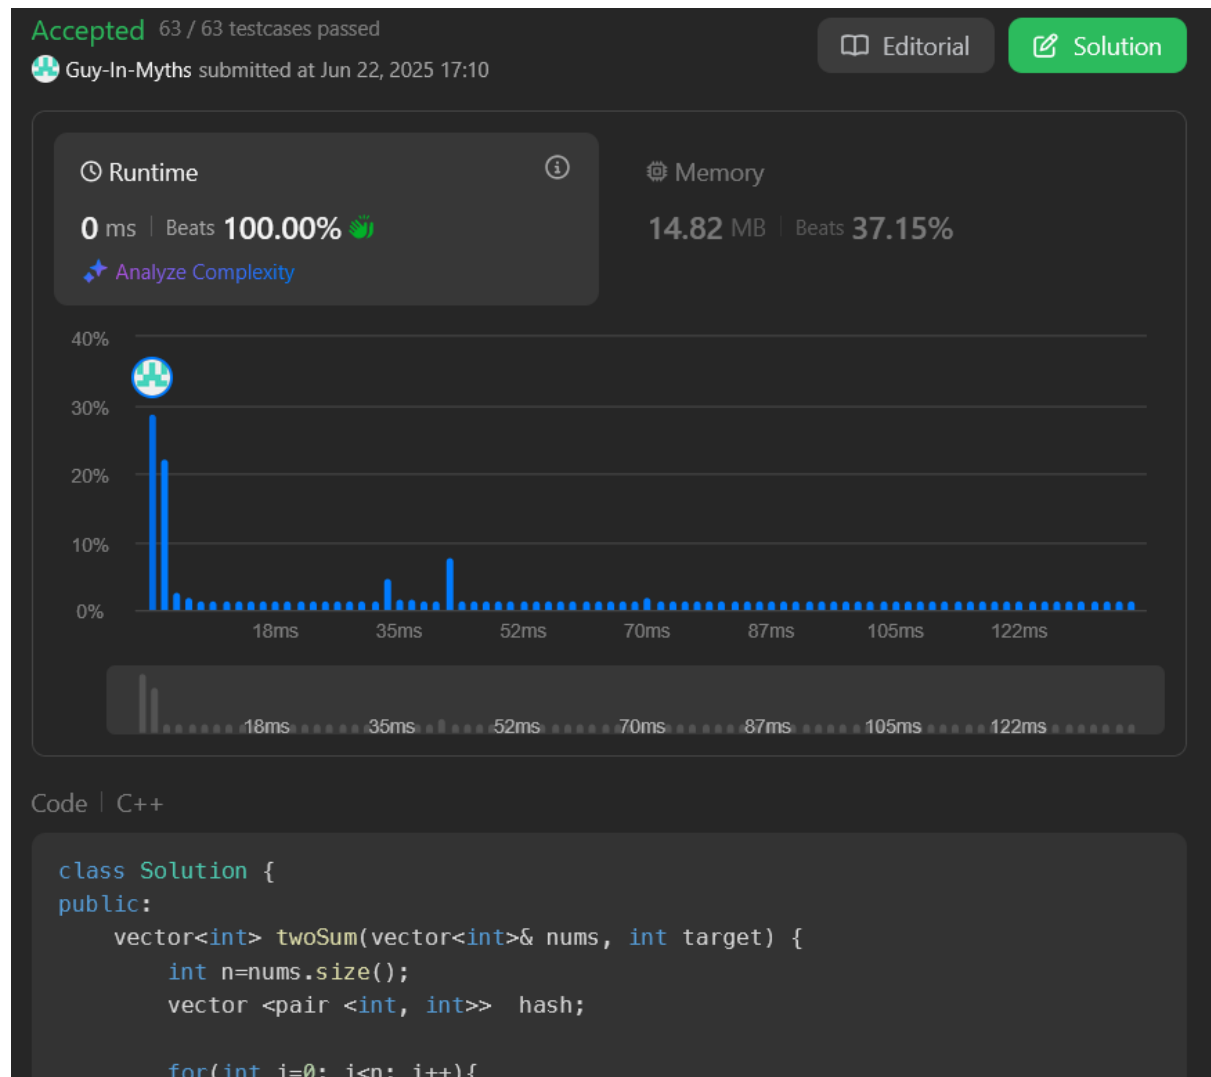 Accepted 63 / 63 testcases passed
Editorial
Solution
Guy-In-Myths submitted at Jun 22, 2025 17:10
Runtime
Memory
0 ms | Beats 100.00%
14.82 MB | Beats 37.15%
Analyze Complexity
40%
30%
20%
10%
0%
18ms 35ms 52ms 70ms 87ms 105ms 122ms
18ms 35ms 52ms 70ms 87ms 105ms 122ms
Code | C++
class Solution {
public:
    vector<int> twoSum(vector<int>& nums, int target) {
        int n=nums.size();
        vector <pair <int, int>>  hash;
        for(int i=0; i<n; i++){